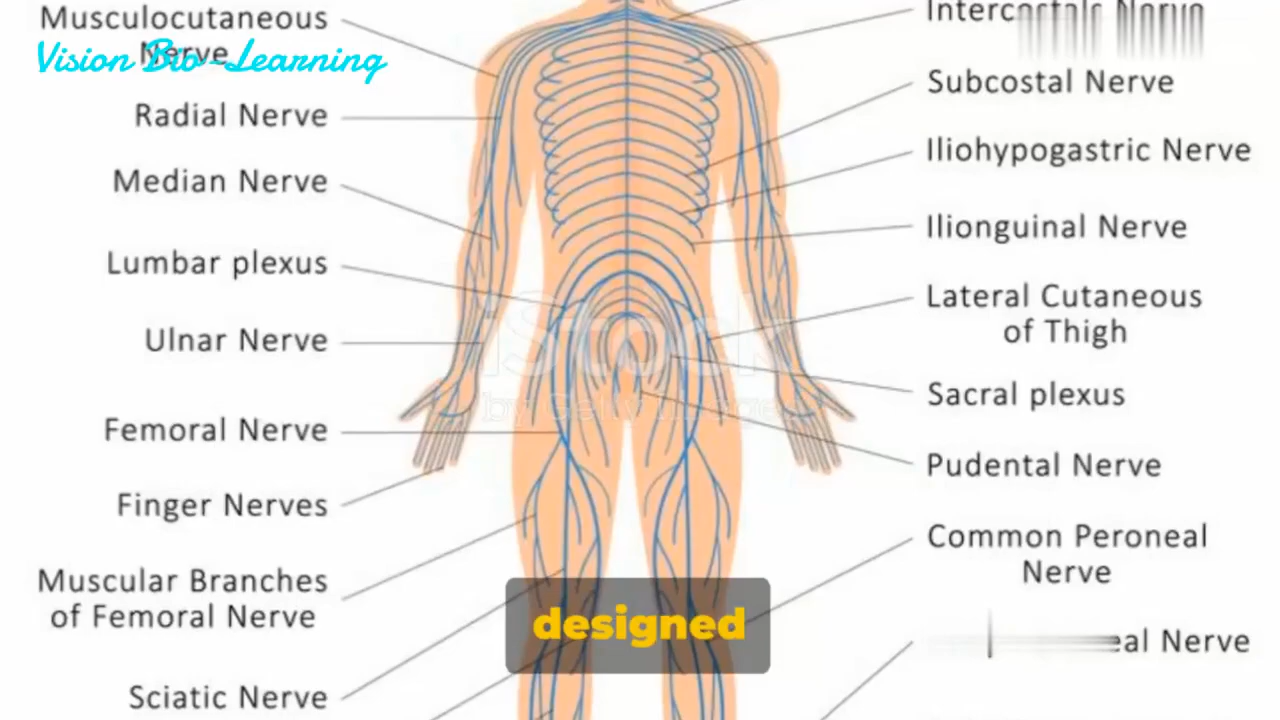 Musculocutaneous
Nerve
Vision Bio-Learning
Radial Nerve
Median Nerve
Lumbar plexus
Ulnar Nerve
Femoral Nerve
Finger Nerves
Muscular Branches
of Femoral Nerve
Sciatic Nerve
Subcostal Nerve
Iliohypogastric Nerve
Ilionguinal Nerve
Lateral Cutaneous
of Thigh
Sacral plexus
Pudental Nerve
Common Peroneal
Nerve
Nerve
iStock
designed